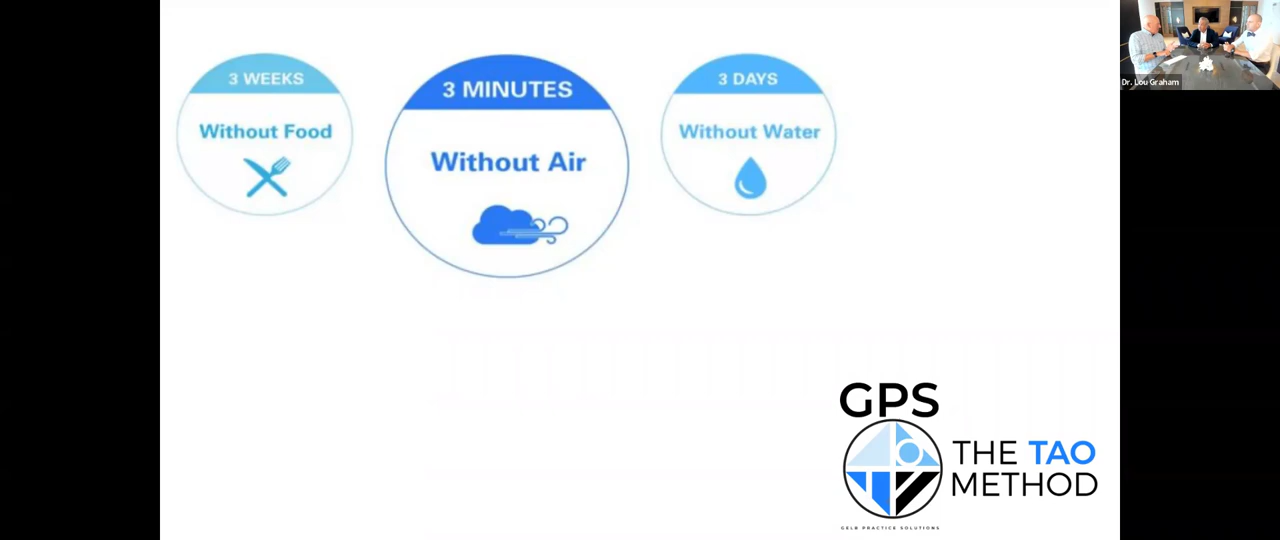 3 WEEKS
Without Food
3 MINUTES
Without Air
3 DAYS
Without Water
Dr. Lou Graham
GPS
THE TAO
METHOD
GELB PRACTICE SOLUTIONS